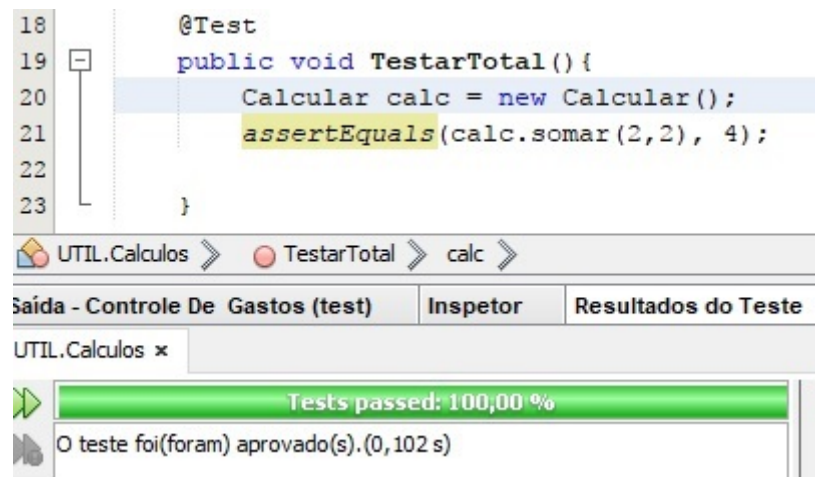 18 @Test
19 public void TestarTotal(){
20 Calcular calc = new Calcular();
21 assertEquals(calc.somar(2,2), 4);
22
23 }
UTIL.Calculos TestarTotal calc
Saída - Controle De Gastos (test) Inspetor Resultados do Teste
UTIL.Calculos ×
Tests passed: 100,00 %
O teste foi(foram) aprovado(s).(0,102 s)